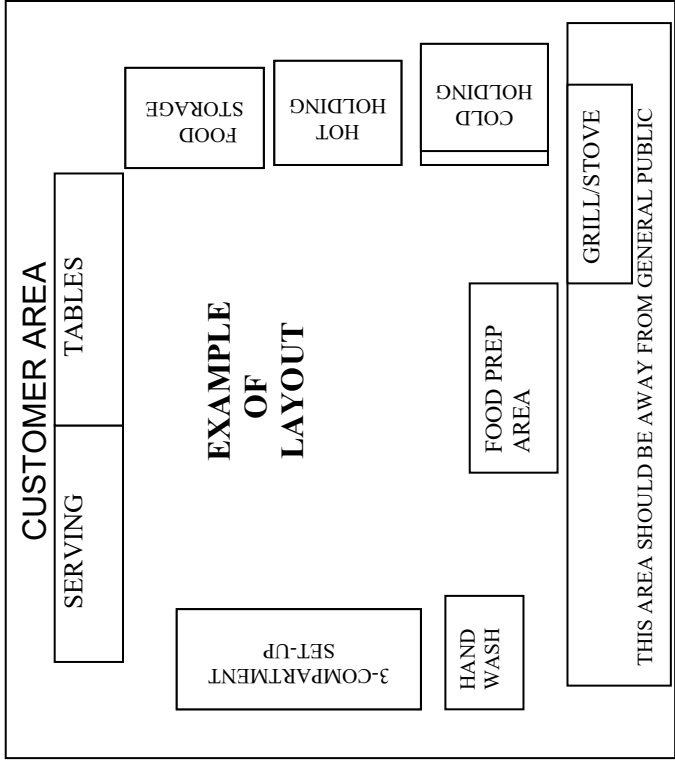 CUSTOMER AREA
SERVING
TABLES
FOOD
STORAGE
HOT
HOLDING
COLD
HOLDING
EXAMPLE
OF
LAYOUT
3-COMPARTMENT
SET-UP
HAND
WASH
FOOD PREP
AREA
GRILL/STOVE
THIS AREA SHOULD BE AWAY FROM GENERAL PUBLIC